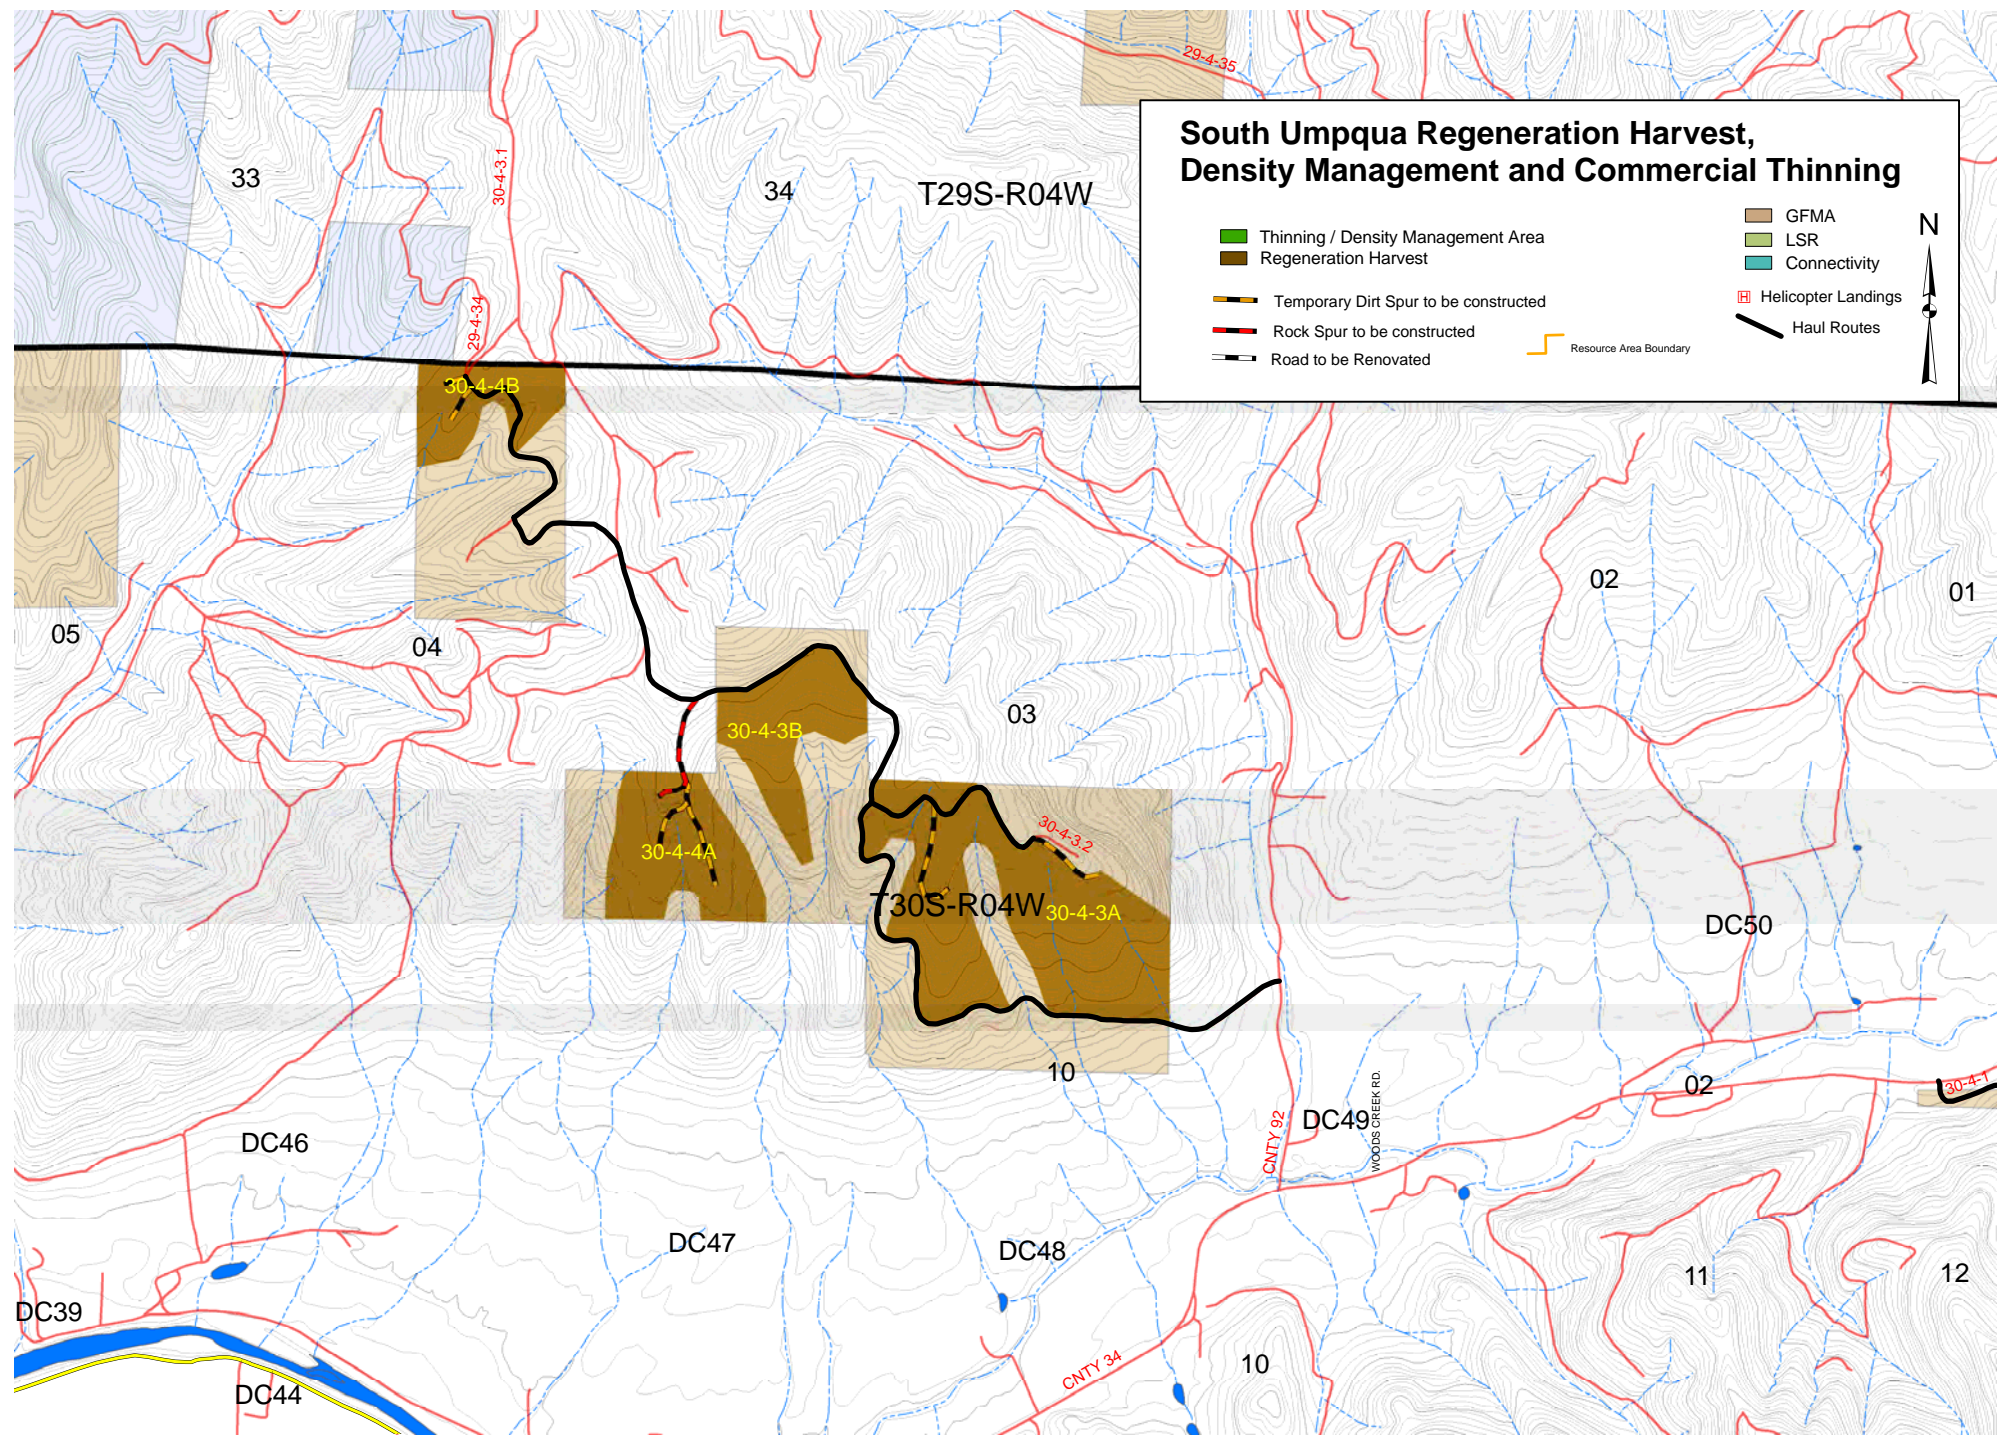 29-4-35
South Umpqua Regeneration Harvest,
Density Management and Commercial Thinning
Thinning / Density Management Area
Regeneration Harvest
Temporary Dirt Spur to be constructed
Rock Spur to be constructed
Road to be Renovated
Resource Area Boundary
GFMA
LSR
Connectivity
H Helicopter Landings
Haul Routes
N
33
30-4-3.1
34
T29S-R04W
29-4-34
30-4-4B
02
01
05
04
03
30-4-3B
30-4-3.2
30-4-4A
T30S-R04W
30-4-3A
DC50
10
02
30-4-1
DC46
CNTY 92
DC49
WOODS CREEK RD.
DC47
DC48
11
12
DC39
DC44
CNTY 34
10